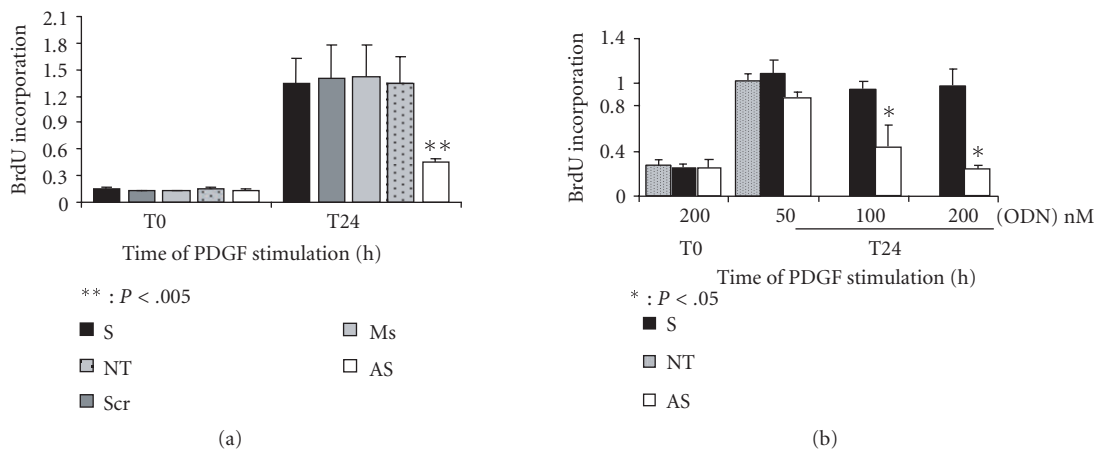 2.1
1.8
1.5
1.2
0.9
0.6
0.3
0
BrdU incorporation
**
T0 T24
Time of PDGF stimulation (h)
** : P < .005
S Ms
NT AS
Scr
(a)
1.4
1
0.8
0.4
0
BrdU incorporation
*
*
200 50 100 200 (ODN) nM
T0 T24
Time of PDGF stimulation (h)
* : P < .05
S
NT
AS
(b)